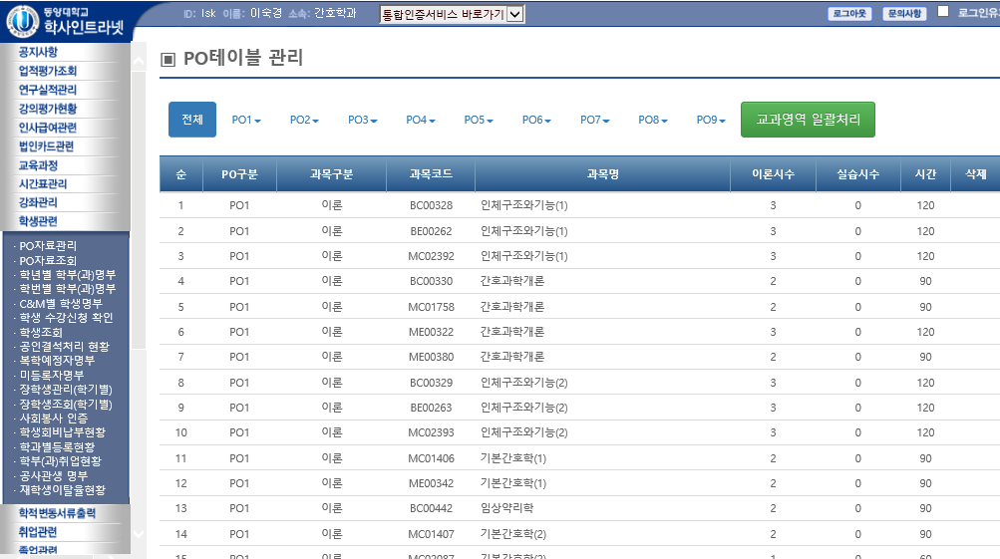 동양대학교
학사인트라넷
ID: lsk 이름: 이숙영 소속: 간호학과
통합인증서비스 바로가기
로그아웃
문의사항
로그인유
공지사항
업적평가조회
연구실적관리
강의평가현황
인사급여관련
법인카드관련
교육과정
시간표관리
강좌관리
학생관련
· PO자료관리
· PO자료조회
· 학년별 학부(과)명부
· 학번별 학부(과)명부
· C&M별 학생명부
· 학생 수강신청 확인
· 학생조회
· 공인결석처리 현황
· 복학예정자명부
· 미등록자명부
· 장학생관리(학기별)
· 장학생조회(학기별)
· 사회봉사 인증
· 학생회비납부현황
· 학과별등록현황
· 학부(과)취업현황
· 공사관생 명부
· 재학생이탈율현황
학적변동서류출력
취업관련
졸업관련
PO테이블 관리
전체 PO1 PO2 PO3 PO4 PO5 PO6 PO7 PO8 PO9 교과영역 일괄처리
순 PO구분 과목구분 과목코드 과목명 이론시수 실습시수 시간 삭제
1 PO1 이론 BC00328 인체구조와기능(1) 3 0 120
2 PO1 이론 BE00262 인체구조와기능(1) 3 0 120
3 PO1 이론 MC02392 인체구조와기능(1) 3 0 120
4 PO1 이론 BC00330 간호과학개론 2 0 90
5 PO1 이론 MC01758 간호과학개론 2 0 90
6 PO1 이론 ME00322 간호과학개론 3 0 120
7 PO1 이론 ME00380 간호과학개론 2 0 90
8 PO1 이론 BC00329 인체구조와기능(2) 3 0 120
9 PO1 이론 BE00263 인체구조와기능(2) 3 0 120
10 PO1 이론 MC02393 인체구조와기능(2) 3 0 120
11 PO1 이론 MC01406 기본간호학(1) 2 0 90
12 PO1 이론 ME00342 기본간호학(1) 2 0 90
13 PO1 이론 BC00442 임상약리학 2 0 90
14 PO1 이론 MC01407 기본간호학(2) 2 0 90
15 PO1 이론 MC02087 기본간호학(2) 1 0 60